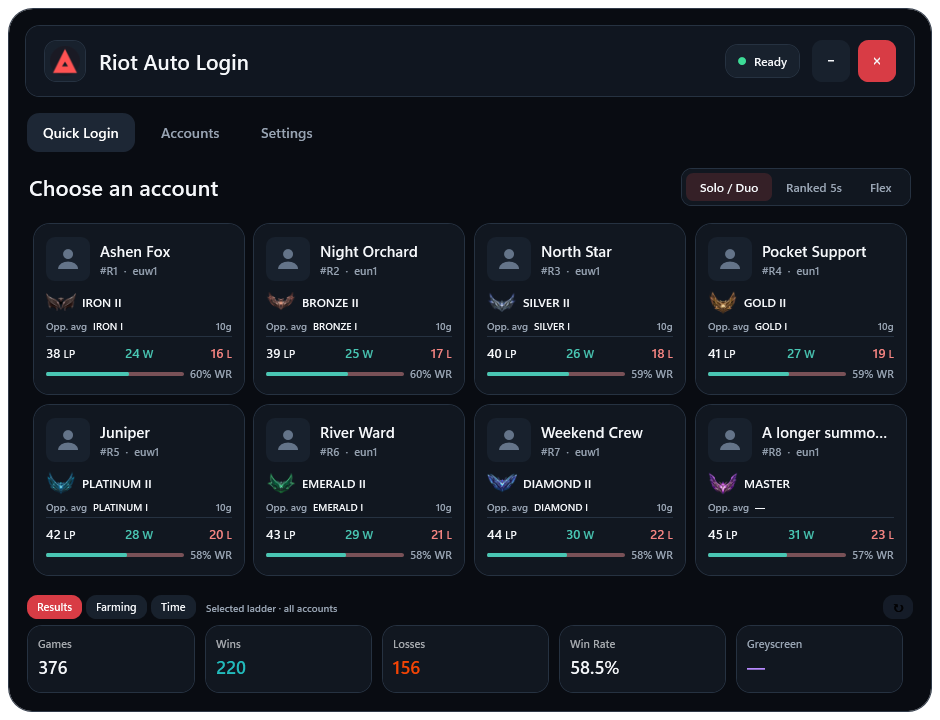 Riot Auto Login
Ready
Quick Login Accounts Settings
Choose an account
Solo / Duo Ranked 5s Flex
Ashen Fox
#R1 · euw1
IRON II
Opp. avg IRON I 10g
38 LP 24 W 16 L
60% WR
Night Orchard
#R2 · eun1
BRONZE II
Opp. avg BRONZE I 10g
39 LP 25 W 17 L
60% WR
North Star
#R3 · euw1
SILVER II
Opp. avg SILVER I 10g
40 LP 26 W 18 L
59% WR
Pocket Support
#R4 · eun1
GOLD II
Opp. avg GOLD I 10g
41 LP 27 W 19 L
59% WR
Juniper
#R5 · euw1
PLATINUM II
Opp. avg PLATINUM I 10g
42 LP 28 W 20 L
58% WR
River Ward
#R6 · eun1
EMERALD II
Opp. avg EMERALD I 10g
43 LP 29 W 21 L
58% WR
Weekend Crew
#R7 · euw1
DIAMOND II
Opp. avg DIAMOND I 10g
44 LP 30 W 22 L
58% WR
A longer summo...
#R8 · eun1
MASTER
Opp. avg —
45 LP 31 W 23 L
57% WR
Results Farming Time Selected ladder · all accounts
Games
376
Wins
220
Losses
156
Win Rate
58.5%
Greyscreen
—